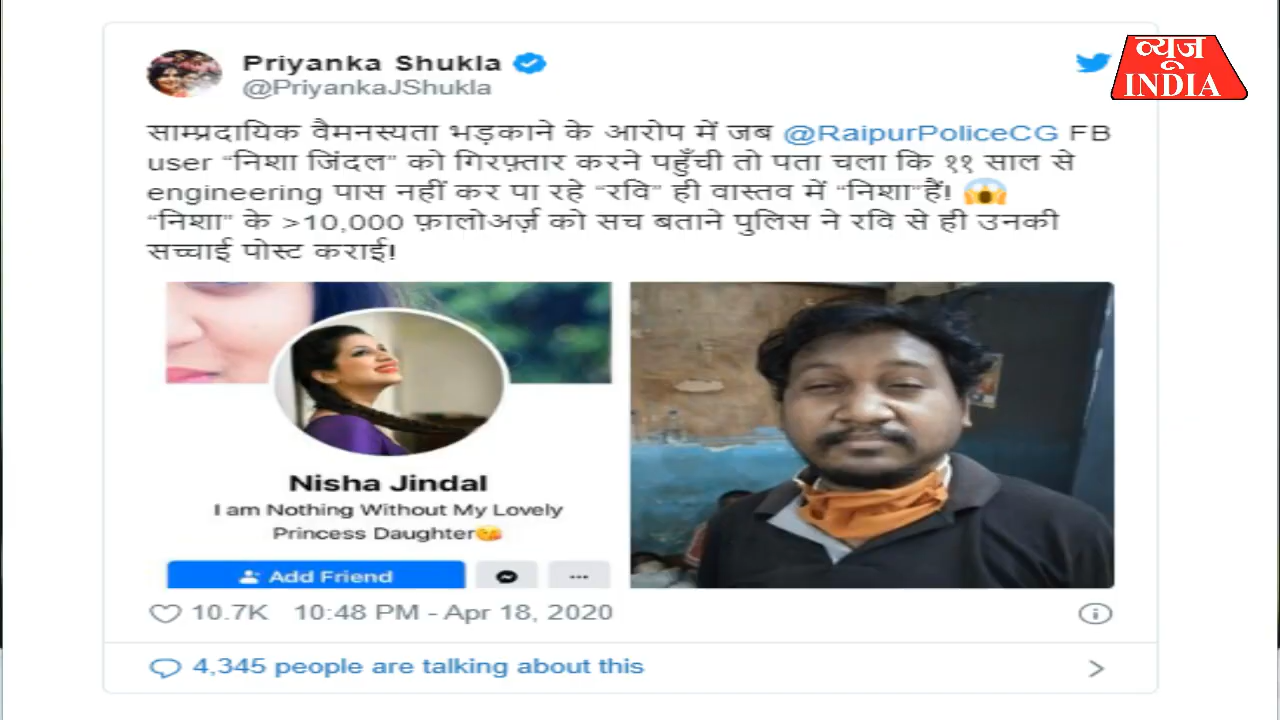 Priyanka Shukla
@PriyankaJShukla
व्यूज
INDIA
साम्प्रदायिक वैमनस्यता भड़काने के आरोप में जब @RaipurPoliceCG FB
user “निशा जिंदल” को गिरफ़्तार करने पहुँची तो पता चला कि ११ साल से
engineering पास नहीं कर पा रहे “रवि” ही वास्तव में “निशा”हैं! 😱
“निशा” के >10,000 फ़ालोअर्ज़ को सच बताने पुलिस ने रवि से ही उनकी
सच्चाई पोस्ट कराई!
Nisha Jindal
I am Nothing Without My Lovely
Princess Daughter😘
Add Friend
10.7K 10:48 PM - Apr 18, 2020
4,345 people are talking about this